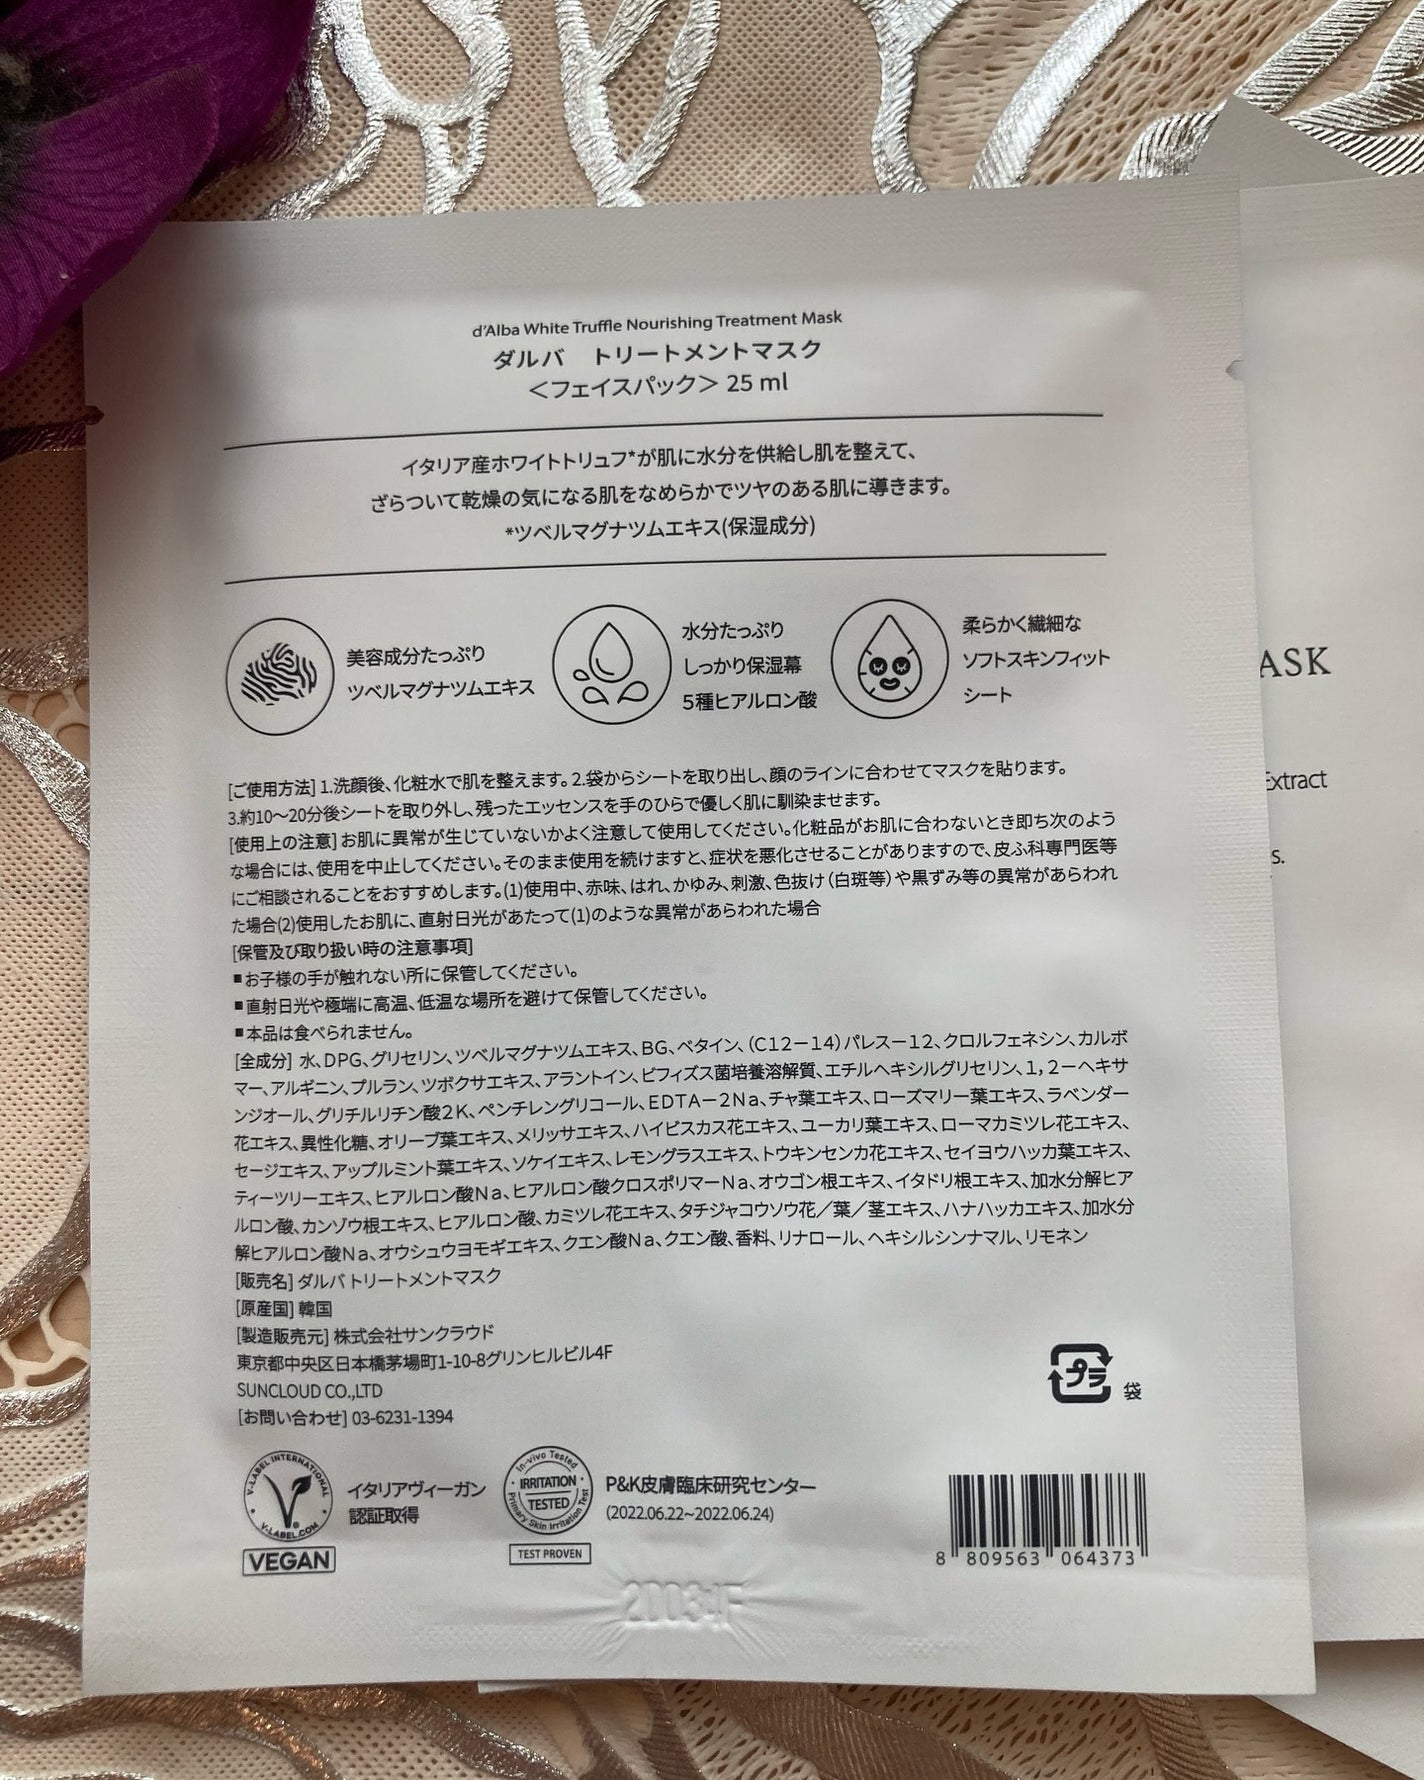 d'Alba White Truffle Nourishing Treatment Mask
ダルバ　トリートメントマスク
＜フェイスパック＞ 25 ml
イタリア産ホワイトトリュフ*が肌に水分を供給し肌を整えて、
ざらついて乾燥の気になる肌をなめらかでツヤのある肌に導きます。
*ツベルマグナツムエキス(保湿成分)
美容成分たっぷり
ツベルマグナツムエキス
水分たっぷり
しっかり保湿幕
5種ヒアルロン酸
柔らかく繊細な
ソフトスキンフィット
シート
[ご使用方法] 1.洗顔後、化粧水で肌を整えます。2.袋からシートを取り出し、顔のラインに合わせてマスクを貼ります。
3.約10～20分後シートを取り外し、残ったエッセンスを手のひらで優しく肌に馴染ませます。
[使用上の注意] お肌に異常が生じていないかよく注意して使用してください。化粧品がお肌に合わないとき即ち次のよう
な場合には、使用を中止してください。そのまま使用を続けますと、症状を悪化させることがありますので、皮ふ科専門医等
にご相談されることをおすすめします。(1)使用中、赤味、はれ、かゆみ、刺激、色抜け（白斑等）や黒ずみ等の異常があらわれ
た場合(2)使用したお肌に、直射日光があたって(1)のような異常があらわれた場合
[保管及び取り扱い時の注意事項]
■お子様の手が触れない所に保管してください。
■直射日光や極端に高温、低温な場所を避けて保管してください。
■本品は食べられません。
[全成分] 水、DPG、グリセリン、ツベルマグナツムエキス、BG、ベタイン、（C12－14）パレス－12、クロルフェネシン、カルボ
マー、アルギニン、プルラン、ツボクサエキス、アラントイン、ビフィズス菌培養溶解質、エチルヘキシルグリセリン、1，2－ヘキサ
ンジオール、グリチルリチン酸2K、ペンチレングリコール、EDTA－2Na、チャ葉エキス、ローズマリー葉エキス、ラベンダー
花エキス、異性化糖、オリーブ葉エキス、メリッサエキス、ハイビスカス花エキス、ユーカリ葉エキス、ローマカミツレ花エキス、
セージエキス、アップルミント葉エキス、ソケイエキス、レモングラスエキス、トウキンセンカ花エキス、セイヨウハッカ葉エキス、
ティーツリーエキス、ヒアルロン酸Na、ヒアルロン酸クロスポリマーNa、オウゴン根エキス、イタドリ根エキス、加水分解ヒア
ルロン酸、カンゾウ根エキス、ヒアルロン酸、カミツレ花エキス、タチジャコウソウ花／葉／茎エキス、ハナハッカエキス、加水分
解ヒアルロン酸Na、オウシュウヨモギエキス、クエン酸Na、クエン酸、香料、リナロール、ヘキシルシンナマル、リモネン
[販売名] ダルバ トリートメントマスク
[原産国] 韓国
[製造販売元] 株式会社サンクラウド
東京都中央区日本橋茅場町1-10-8グリンヒルビル4F
SUNCLOUD CO.,LTD
[お問い合わせ] 03-6231-1394
プラ
袋
V-LABEL INTERNATIONAL
V-LABEL.COM
VEGAN
イタリアヴィーガン
認証取得
In-vivo Tested
IRRITATION
TESTED
Primary Skin Irritation Test
TEST PROVEN
P&K皮膚臨床研究センター
(2022.06.22~2022.06.24)
8 809563 064373
ASK
Extract
s.